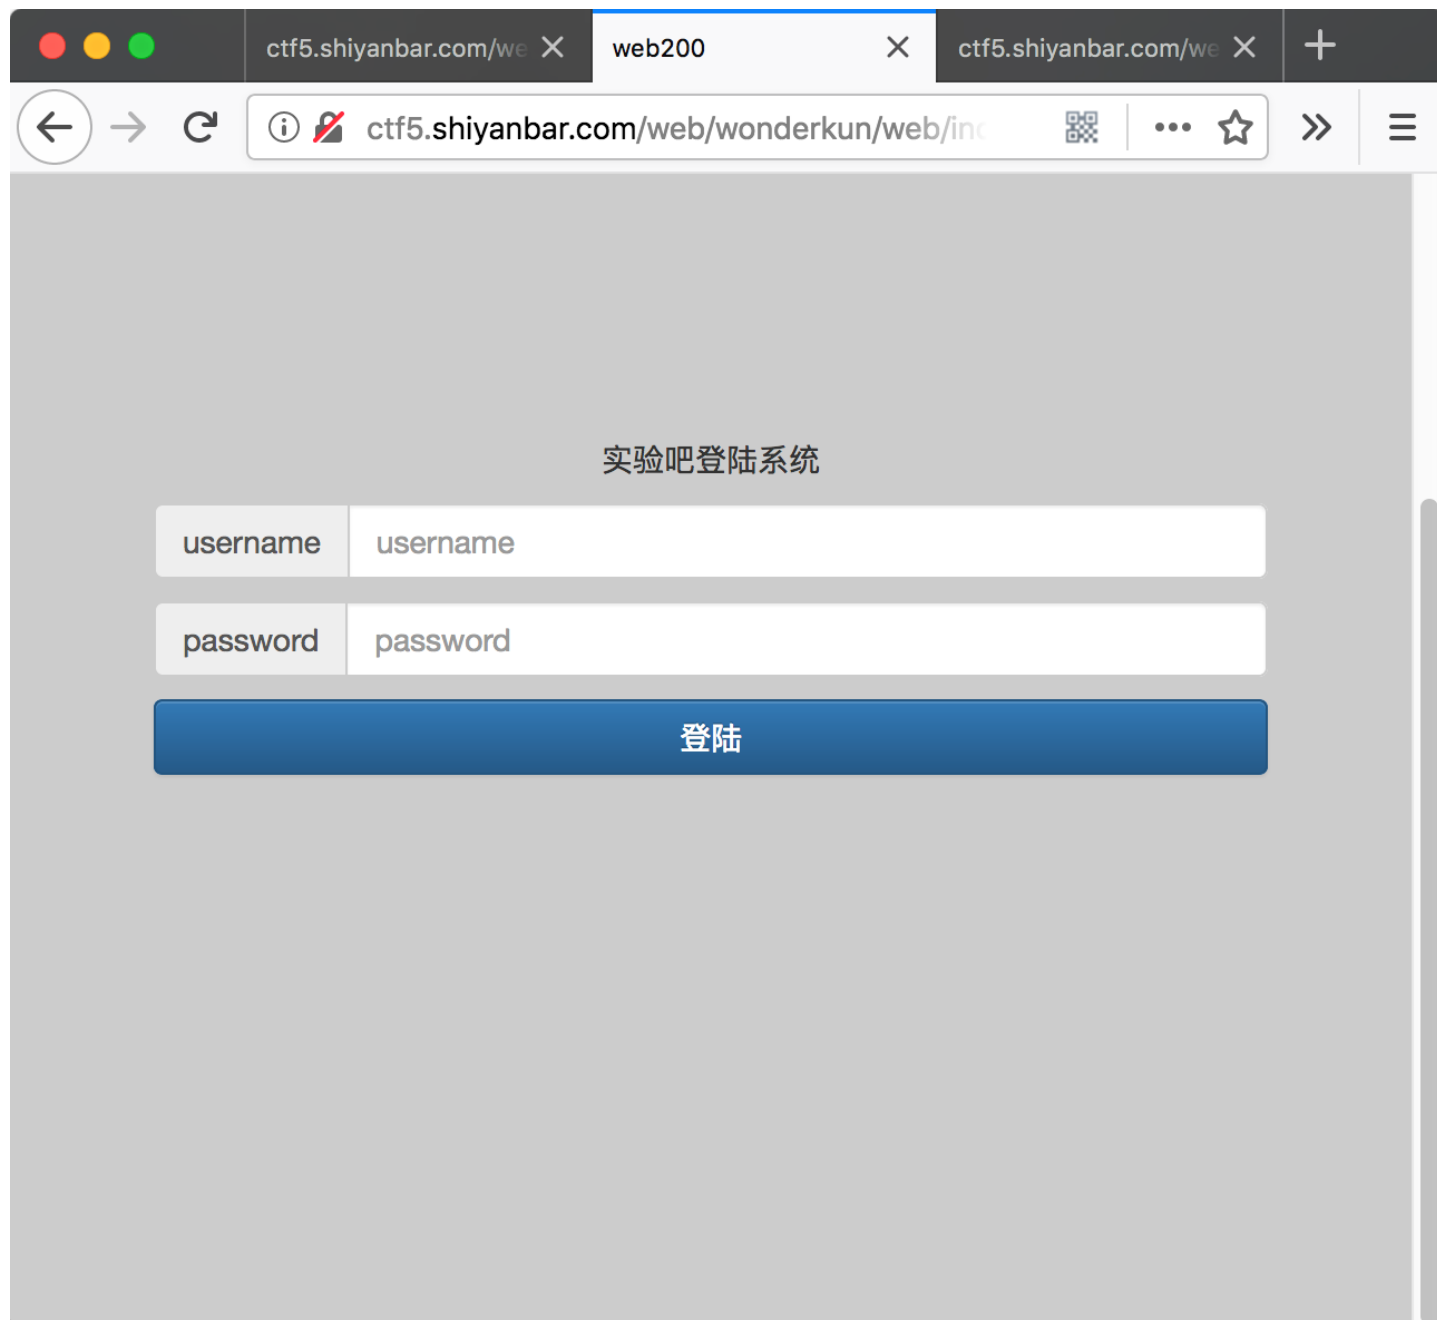 ctf5.shiyanbar.com/we
web200
ctf5.shiyanbar.com/we
ctf5.shiyanbar.com/web/wonderkun/web/inc
实验吧登陆系统
username
username
password
password
登陆